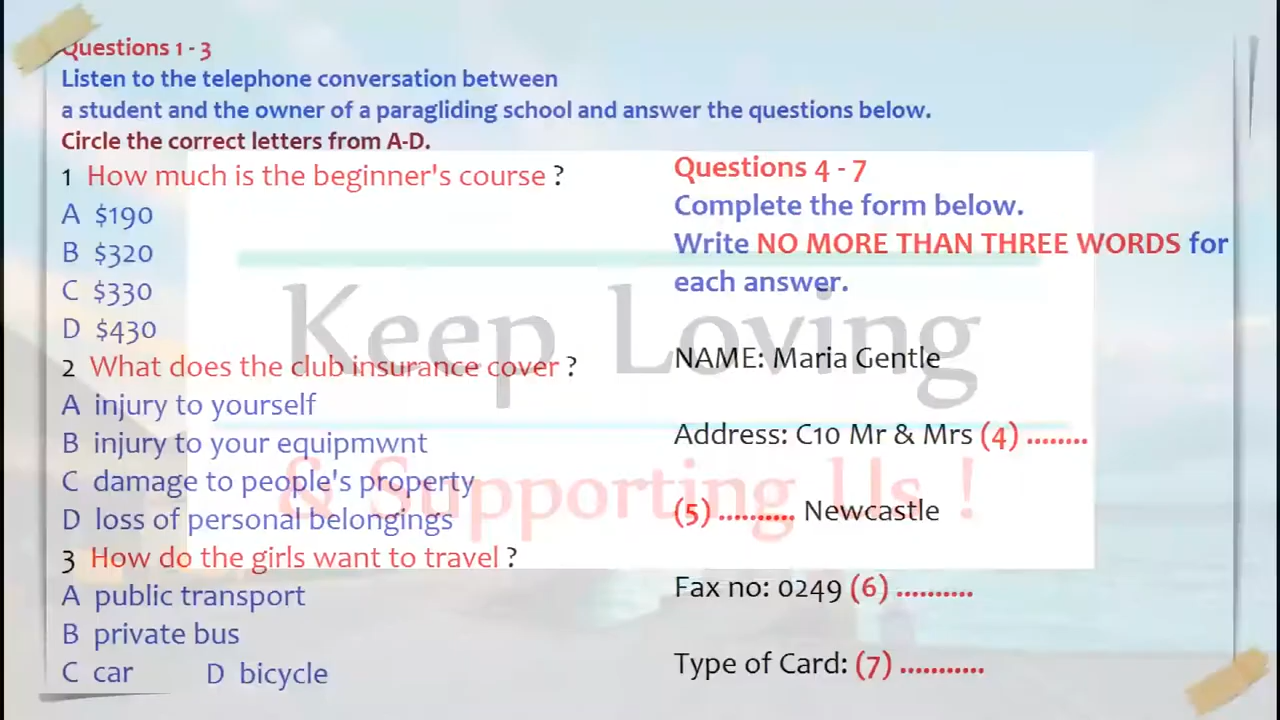 Questions 1 - 3
Listen to the telephone conversation between
a student and the owner of a paragliding school and answer the questions below.
Circle the correct letters from A-D.
1 How much is the beginner's course ?
A $190
B $320
C $330
D $430
2 What does the club insurance cover ?
A injury to yourself
B injury to your equipmwnt
C damage to people's property
D loss of personal belongings
3 How do the girls want to travel ?
A public transport
B private bus
C car D bicycle
Questions 4 - 7
Complete the form below.
Write NO MORE THAN THREE WORDS for
each answer.
NAME: Maria Gentle
Address: C10 Mr & Mrs (4) ........
(5) .......... Newcastle
Fax no: 0249 (6) ..........
Type of Card: (7) ...........
Keep Loving
& Supporting Us !